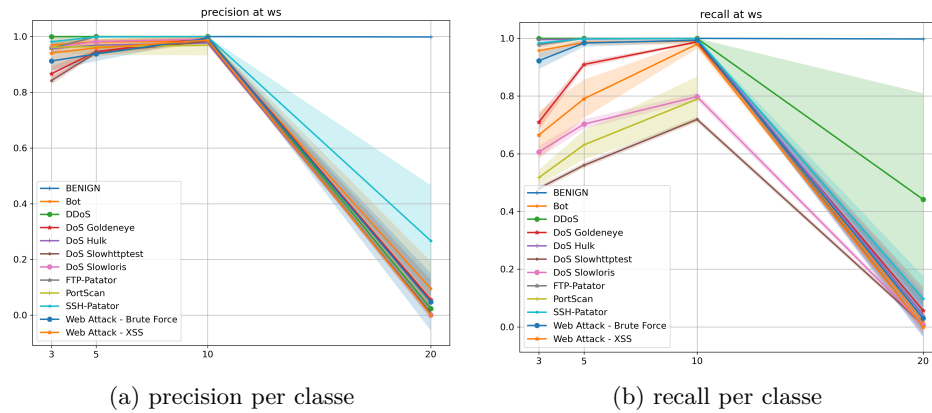 precision at ws
1.0
0.8
0.6
0.4
0.2
0.0
BENIGN
Bot
DDoS
DoS Goldeneye
DoS Hulk
DoS Slowhttptest
DoS Slowloris
FTP-Patator
PortScan
SSH-Patator
Web Attack - Brute Force
Web Attack - XSS
3 5 10 20
(a) precision per classe
recall at ws
1.0
0.8
0.6
0.4
0.2
0.0
BENIGN
Bot
DDoS
DoS Goldeneye
DoS Hulk
DoS Slowhttptest
DoS Slowloris
FTP-Patator
PortScan
SSH-Patator
Web Attack - Brute Force
Web Attack - XSS
3 5 10 20
(b) recall per classe